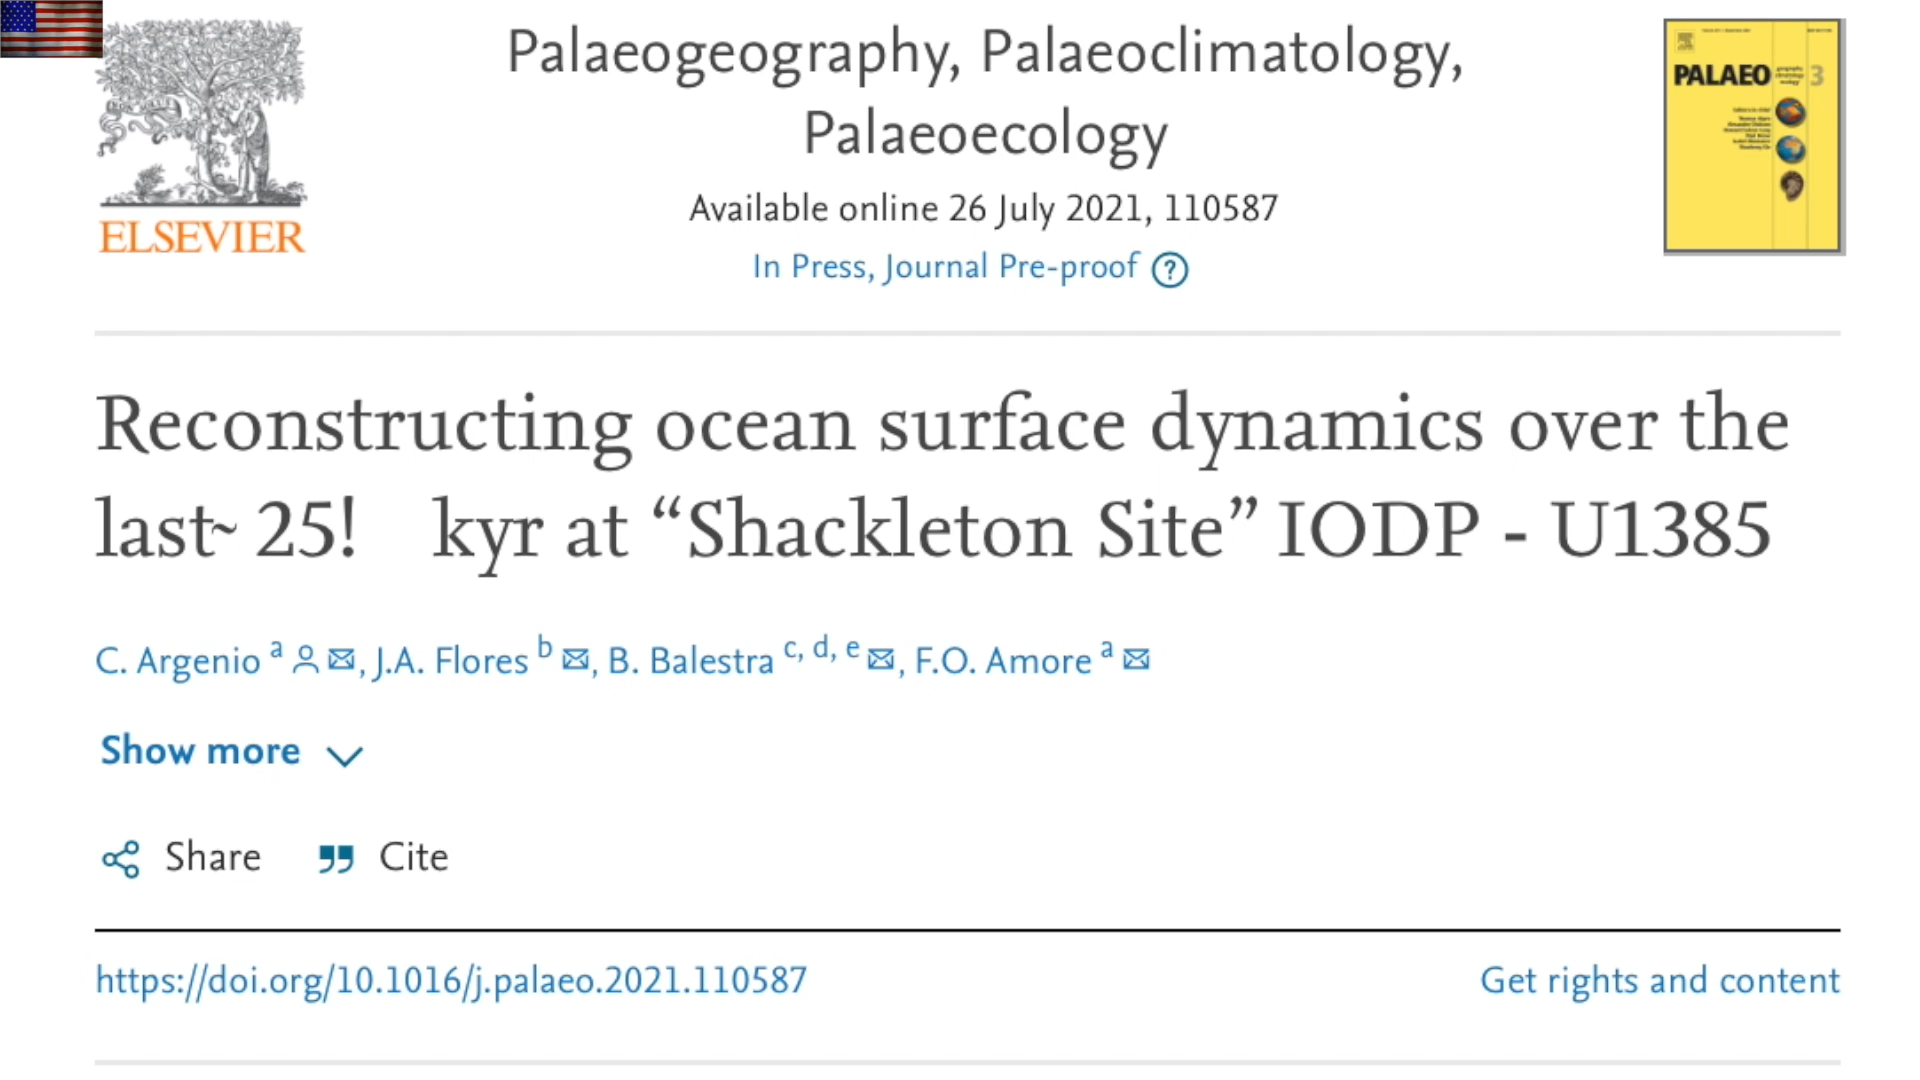 Palaeogeography, Palaeoclimatology,
Palaeoecology
Available online 26 July 2021, 110587
In Press, Journal Pre-proof ?
ELSEVIER
PALAEO 3
Reconstructing ocean surface dynamics over the
last~ 25! kyr at “Shackleton Site” IODP - U1385
C. Argenio a, J.A. Flores b, B. Balestra c, d, e, F.O. Amore a
Show more
Share Cite
https://doi.org/10.1016/j.palaeo.2021.110587 Get rights and content